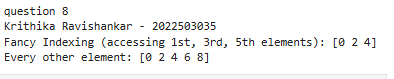 question 8
Krithika Ravishankar - 2022503035
Fancy Indexing (accessing 1st, 3rd, 5th elements): [0 2 4]
Every other element: [0 2 4 6 8]